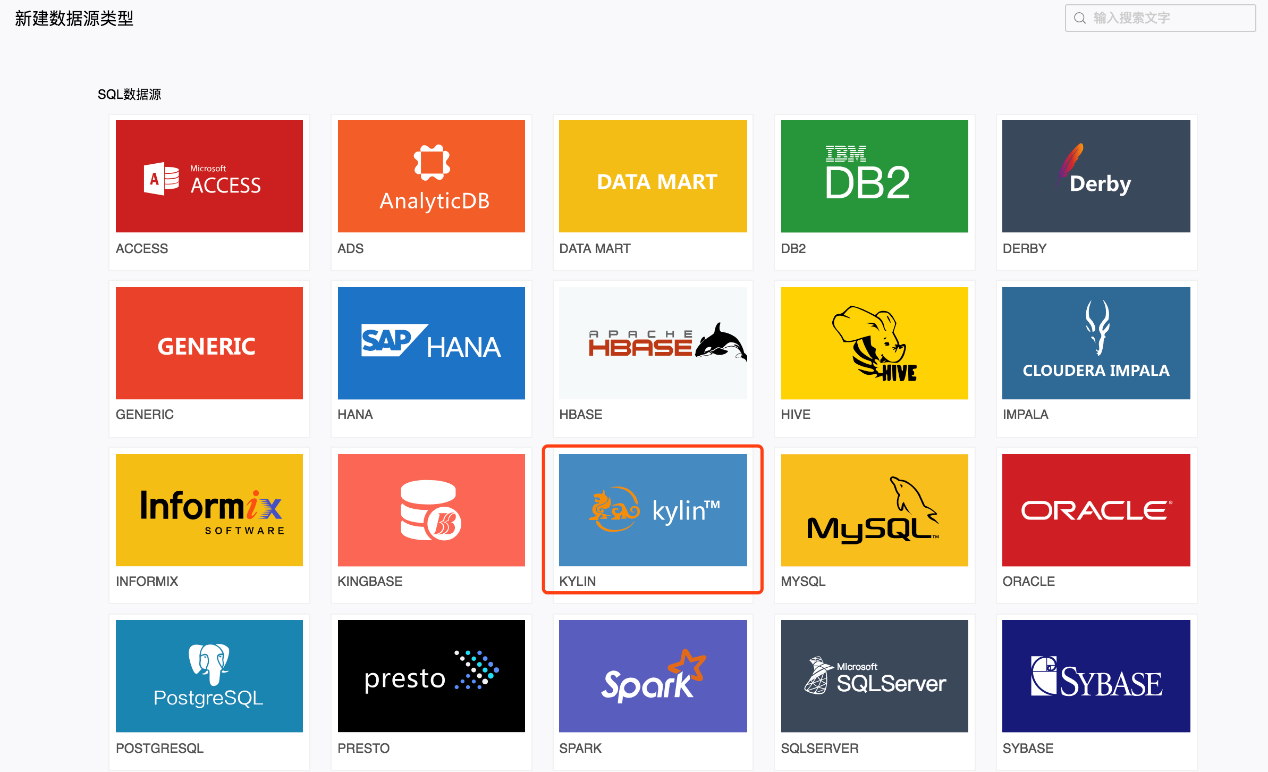 新建数据源类型
输入搜索文字
SQL数据源
Microsoft
A ACCESS
AnalyticDB
DATA MART
IBM
DB2
Derby
ACCESS
ADS
DATA MART
DB2
DERBY
GENERIC
SAP HANA
APACHE
HBASE
HIVE
CLOUDERA IMPALA
GENERIC
HANA
HBASE
HIVE
IMPALA
Informix
SOFTWARE
kylin™
MySQL™
ORACLE®
INFORMIX
KINGBASE
KYLIN
MYSQL
ORACLE
PostgreSQL
presto
Spark
Microsoft
SQLServer
SYBASE
POSTGRESQL
PRESTO
SPARK
SQLSERVER
SYBASE